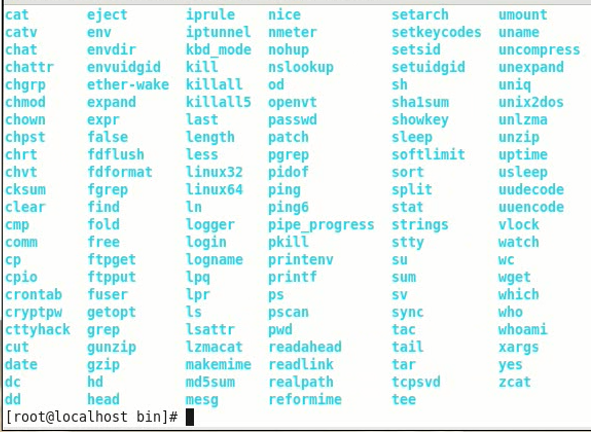 cat eject iprule nice setarch umount
catv env iptunnel nmeter setkeycodes uname
chat envdir kbd_mode nohup setsid uncompress
chattr envuidgid kill nslookup setuidgid unexpand
chgrp ether-wake killall od sh uniq
chmod expand killall5 openvt sha1sum unix2dos
chown expr last passwd showkey unlzma
chpst false length patch sleep unzip
chrt fdflush less pgrep softlimit uptime
chvt fdformat linux32 pidof sort usleep
cksum fgrep linux64 ping split uudecode
clear find ln ping6 stat uuencode
cmp fold logger pipe_progress strings vlock
comm free login pkill stty watch
cp ftpget logname printenv su wc
cpio ftpput lpq printf sum wget
crontab fuser lpr ps sv which
cryptpw getopt ls pscan sync who
cttyhack grep lsattr pwd tac whoami
cut gunzip lzmacat readahead tail xargs
date gzip makemime readlink tar yes
dc hd md5sum realpath tcpsvd zcat
dd head mesg reformime tee
[root@localhost bin]#